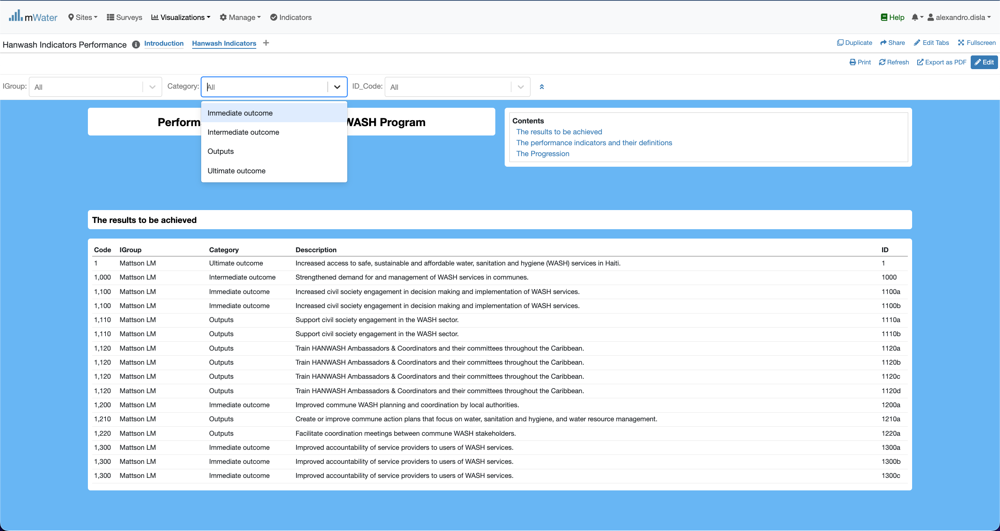 mWater Sites Surveys Visualizations Manage Indicators Help alexandro.disla
Hanwash Indicators Performance Introduction Hanwash Indicators + Duplicate Share Edit Tabs Fullscreen
Print Refresh Export as PDF Edit
IGroup: All Category: All ID_Code: All
Immediate outcome
Intermediate outcome
Outputs
Ultimate outcome
WASH Program
Contents
The results to be achieved
The performance indicators and their definitions
The Progression
The results to be achieved
Code IGroup Category Desccription ID
1 Mattson LM Ultimate outcome Increased access to safe, sustainable and affordable water, sanitation and hygiene (WASH) services in Haiti. 1
1,000 Mattson LM Intermediate outcome Strengthened demand for and management of WASH services in communes. 1000
1,100 Mattson LM Immediate outcome Increased civil society engagement in decision making and implementation of WASH services. 1100a
1,100 Mattson LM Immediate outcome Increased civil society engagement in decision making and implementation of WASH services. 1100b
1,110 Mattson LM Outputs Support civil society engagement in the WASH sector. 1110a
1,110 Mattson LM Outputs Support civil society engagement in the WASH sector. 1110b
1,120 Mattson LM Outputs Train HANWASH Ambassadors & Coordinators and their committees throughout the Caribbean. 1120a
1,120 Mattson LM Outputs Train HANWASH Ambassadors & Coordinators and their committees throughout the Caribbean. 1120b
1,120 Mattson LM Outputs Train HANWASH Ambassadors & Coordinators and their committees throughout the Caribbean. 1120c
1,120 Mattson LM Outputs Train HANWASH Ambassadors & Coordinators and their committees throughout the Caribbean. 1120d
1,200 Mattson LM Immediate outcome Improved commune WASH planning and coordination by local authorities. 1200a
1,210 Mattson LM Outputs Create or improve commune action plans that focus on water, sanitation and hygiene, and water resource management. 1210a
1,220 Mattson LM Outputs Facilitate coordination meetings between commune WASH stakeholders. 1220a
1,300 Mattson LM Immediate outcome Improved accountability of service providers to users of WASH services. 1300a
1,300 Mattson LM Immediate outcome Improved accountability of service providers to users of WASH services. 1300b
1,300 Mattson LM Immediate outcome Improved accountability of service providers to users of WASH services. 1300c